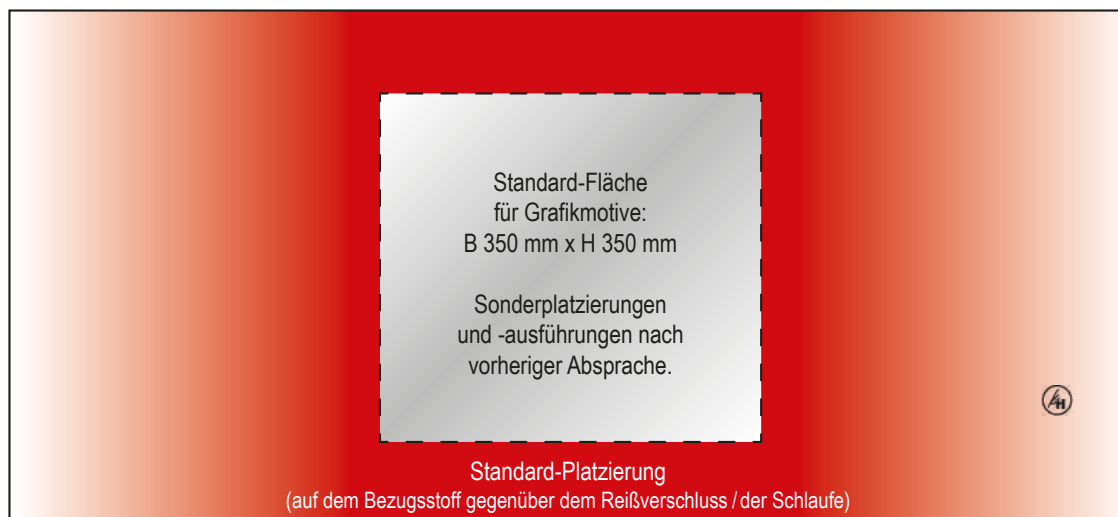 Standard-Fläche
für Grafikmotive:
B 350 mm x H 350 mm
Sonderplatzierungen
und -ausführungen nach
vorheriger Absprache.
Standard-Platzierung
(auf dem Bezugsstoff gegenüber dem Reißverschluss / der Schlaufe)